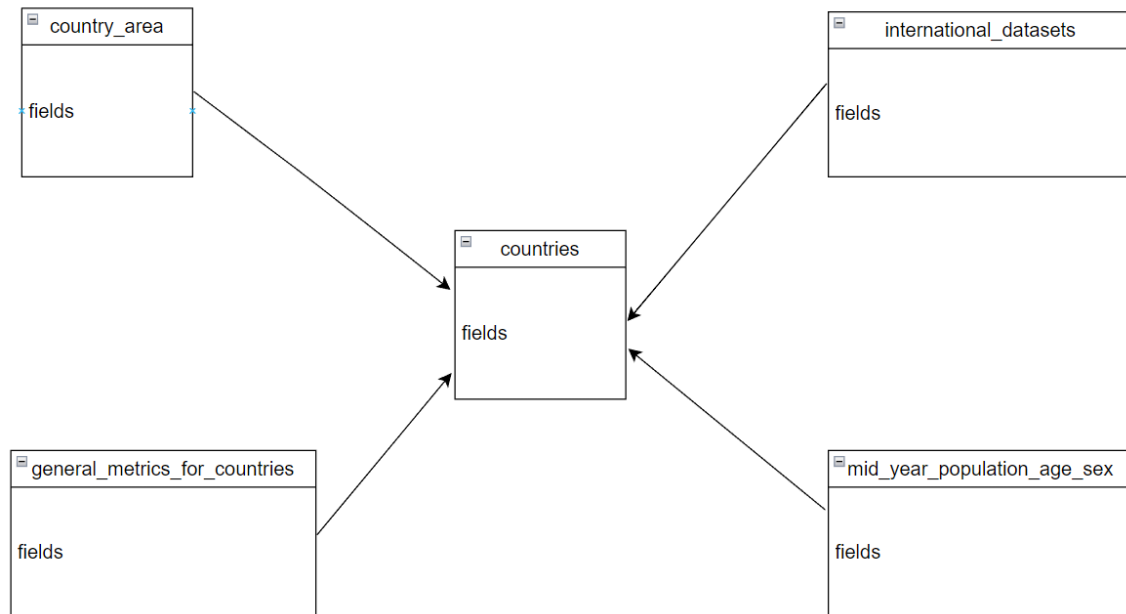 country_area
fields
international_datasets
fields
countries
fields
general_metrics_for_countries
fields
mid_year_population_age_sex
fields